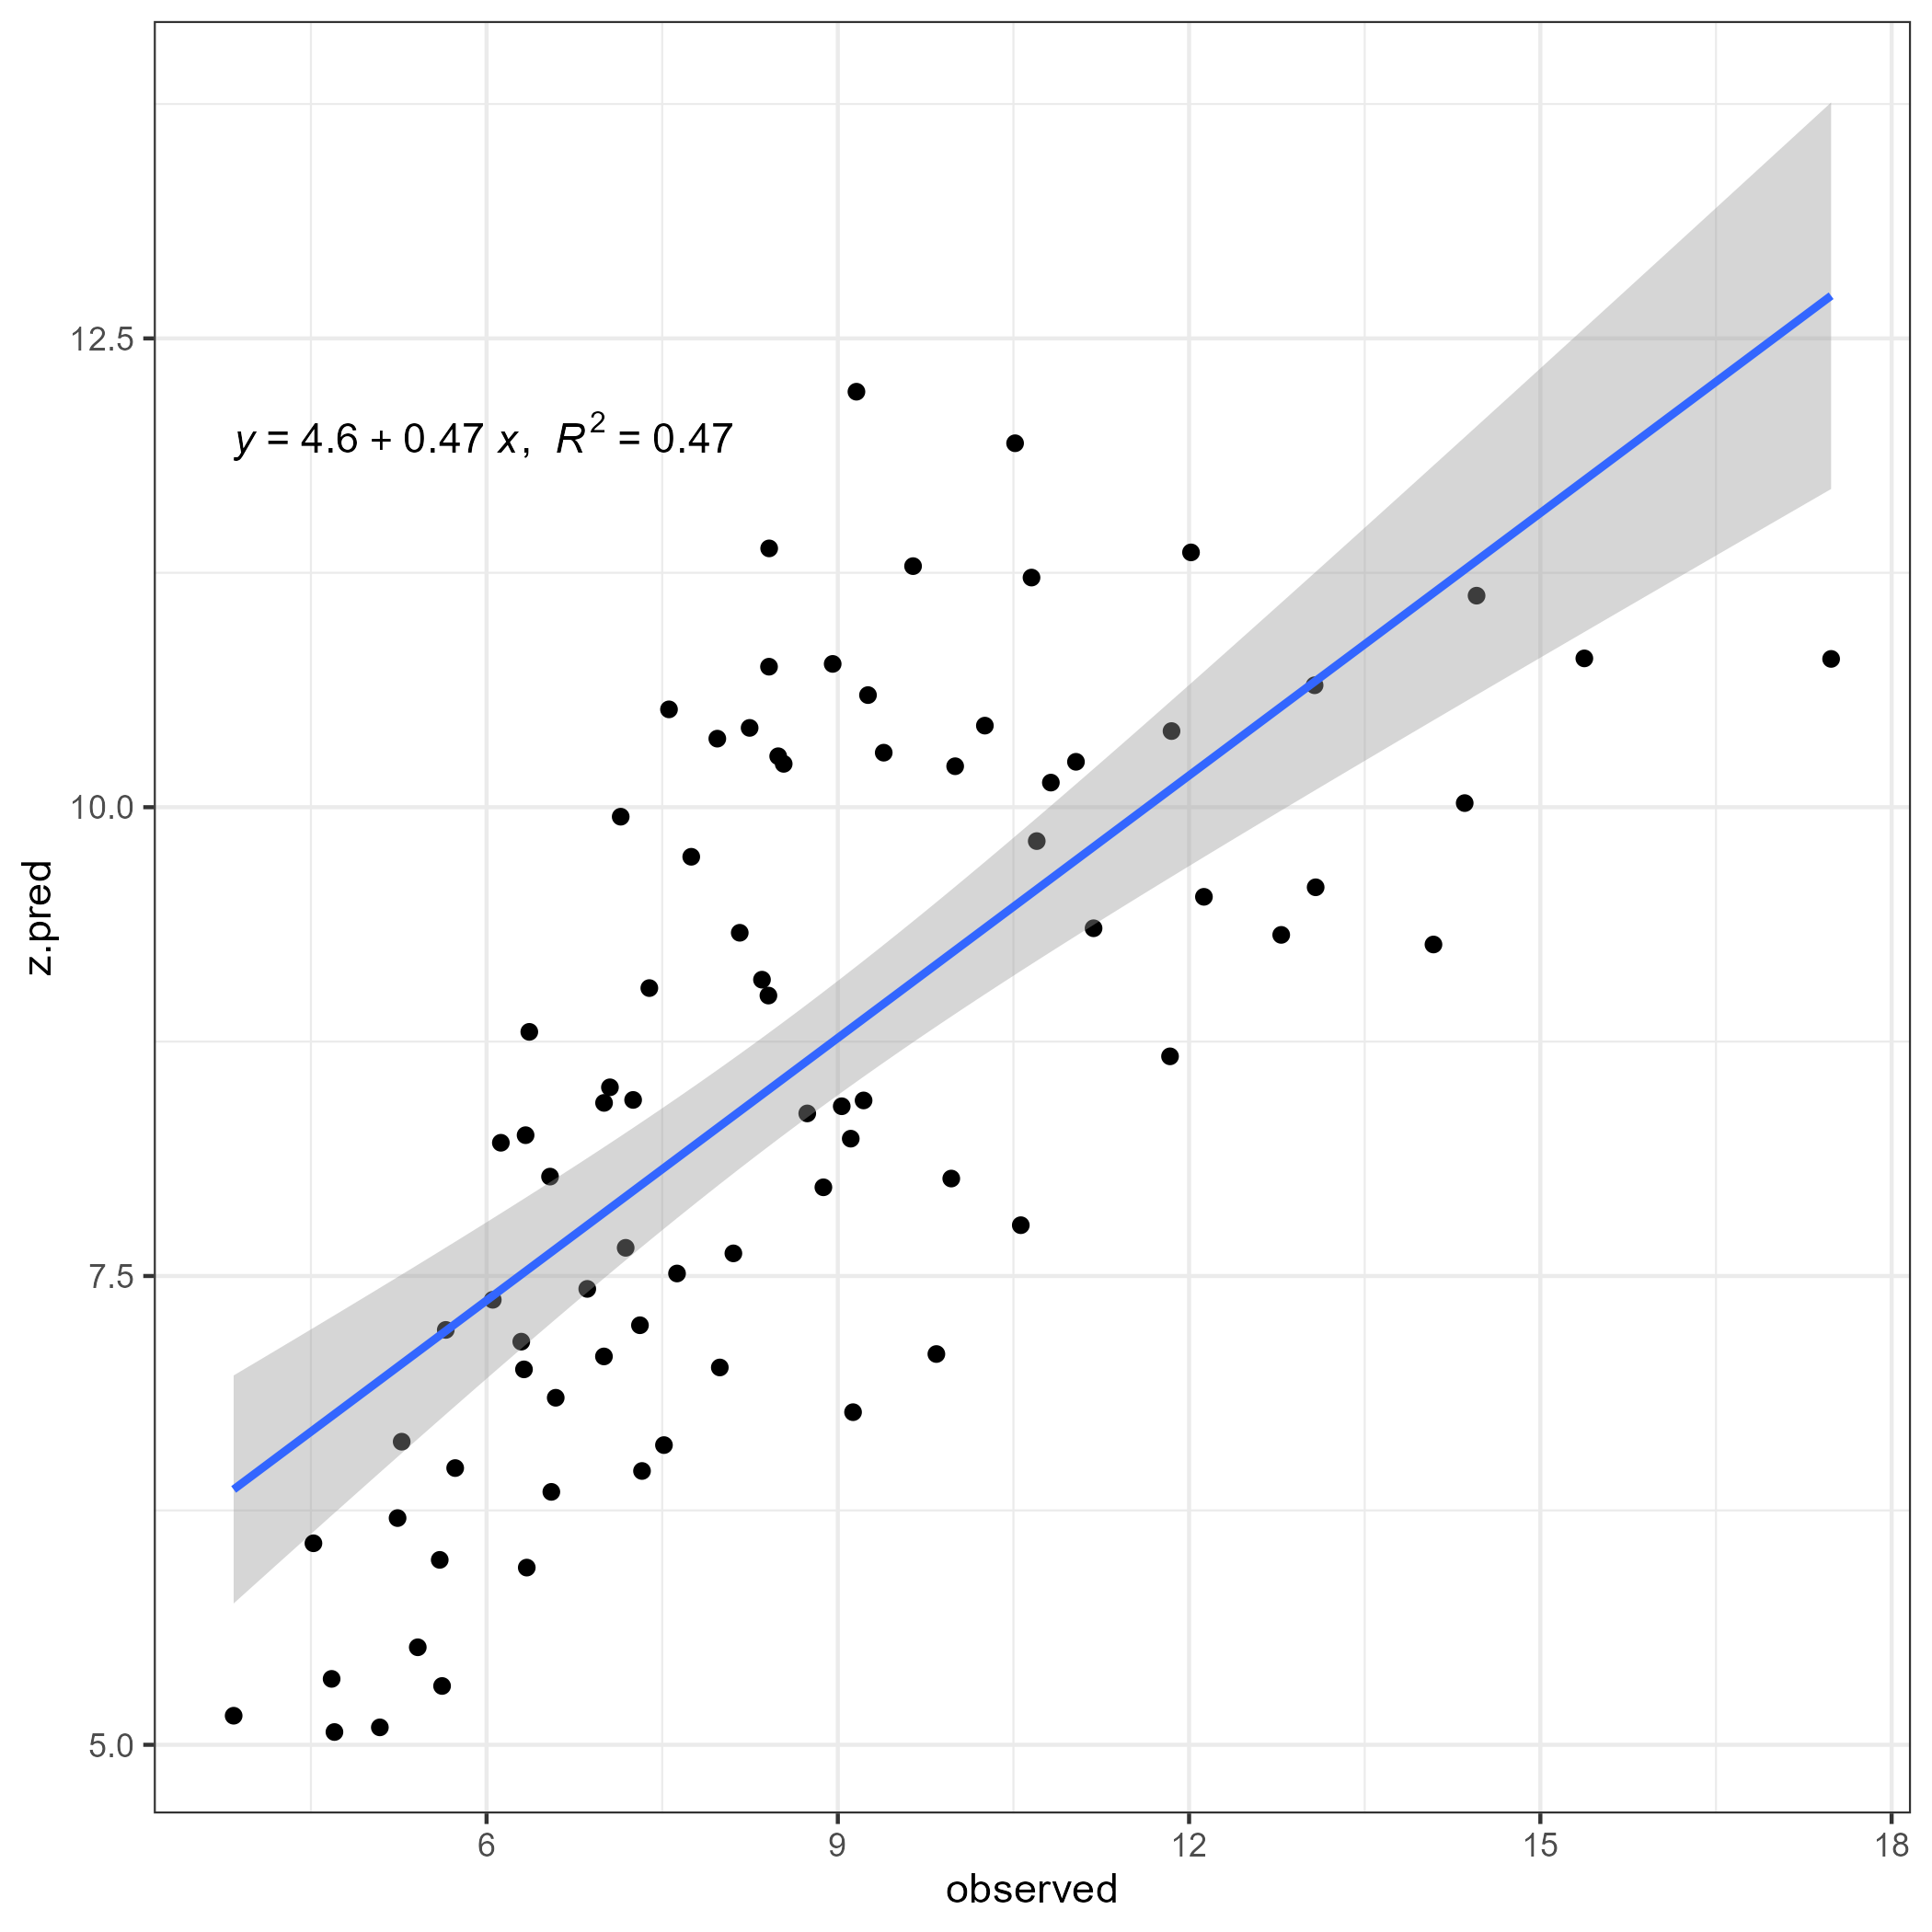 12.5
y = 4.6 + 0.47 x, R² = 0.47
10.0
z.pred
7.5
5.0
6 9 12 15 18
observed